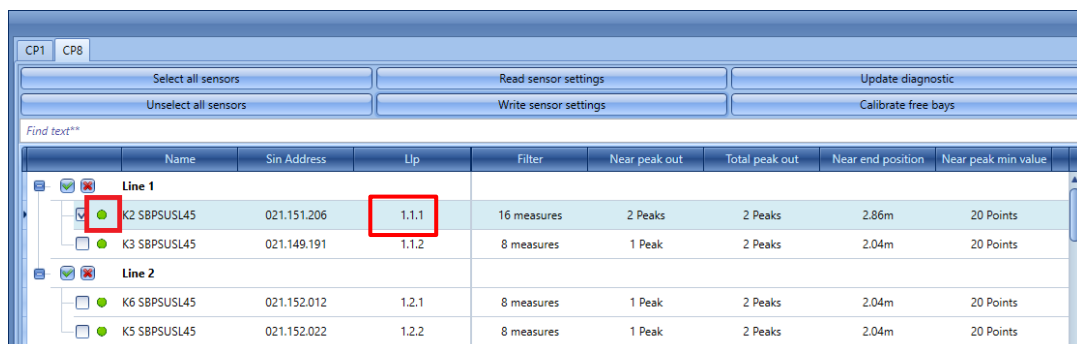 CP1 CP8
Select all sensors Read sensor settings Update diagnostic
Unselect all sensors Write sensor settings Calibrate free bays
Find text**
Name Sin Address Llp Filter Near peak out Total peak out Near end position Near peak min value
Line 1
K2 SBPSUSL45 021.151.206 1.1.1 16 measures 2 Peaks 2 Peaks 2.86m 20 Points
K3 SBPSUSL45 021.149.191 1.1.2 8 measures 1 Peak 2 Peaks 2.04m 20 Points
Line 2
K6 SBPSUSL45 021.152.012 1.2.1 8 measures 1 Peak 2 Peaks 2.04m 20 Points
K5 SBPSUSL45 021.152.022 1.2.2 8 measures 1 Peak 2 Peaks 2.04m 20 Points